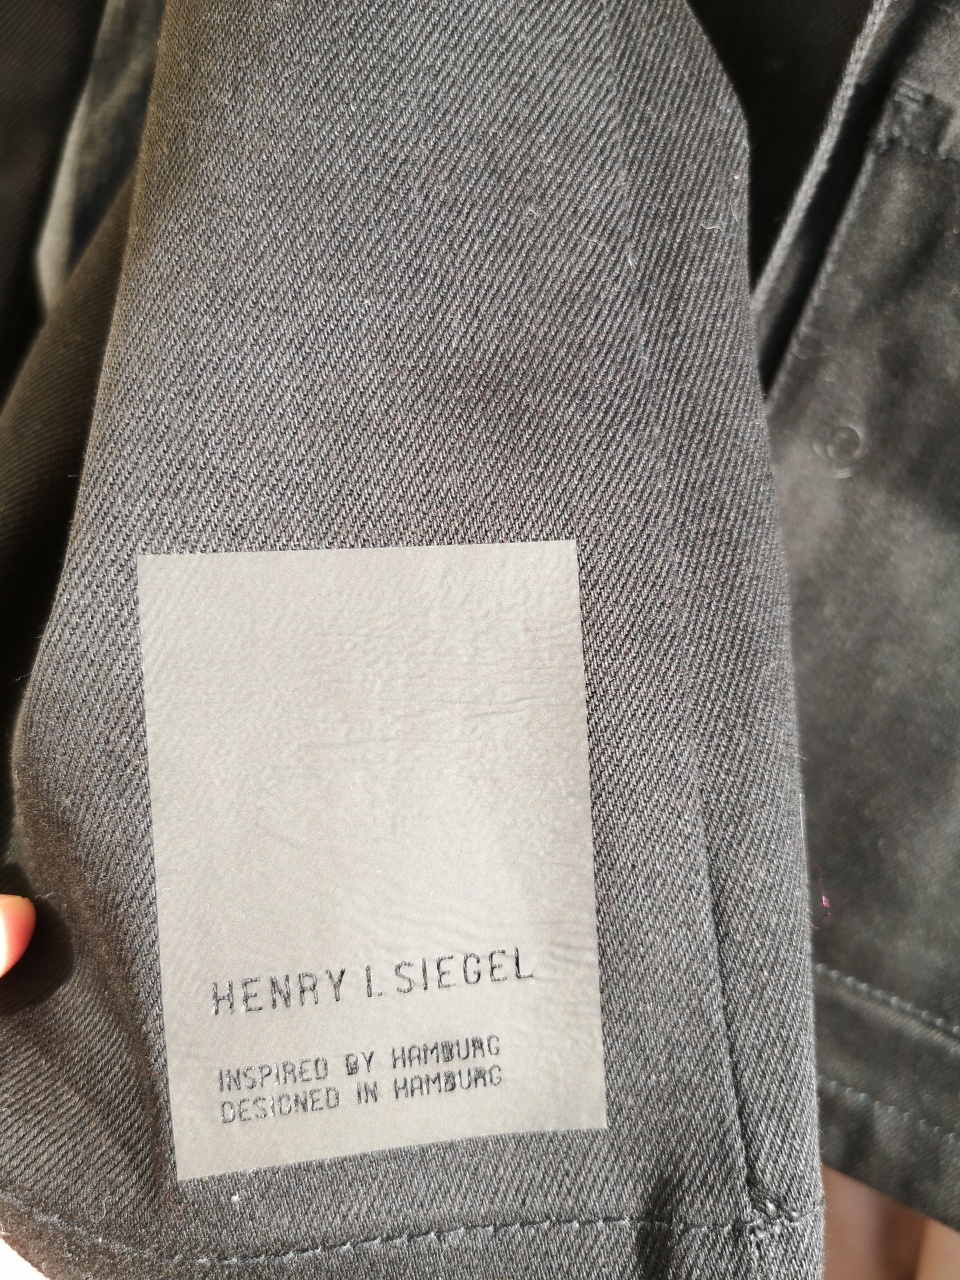 HENRY I. SIEGEL
INSPIRED BY HAMBURG
DESIGNED IN HAMBURG